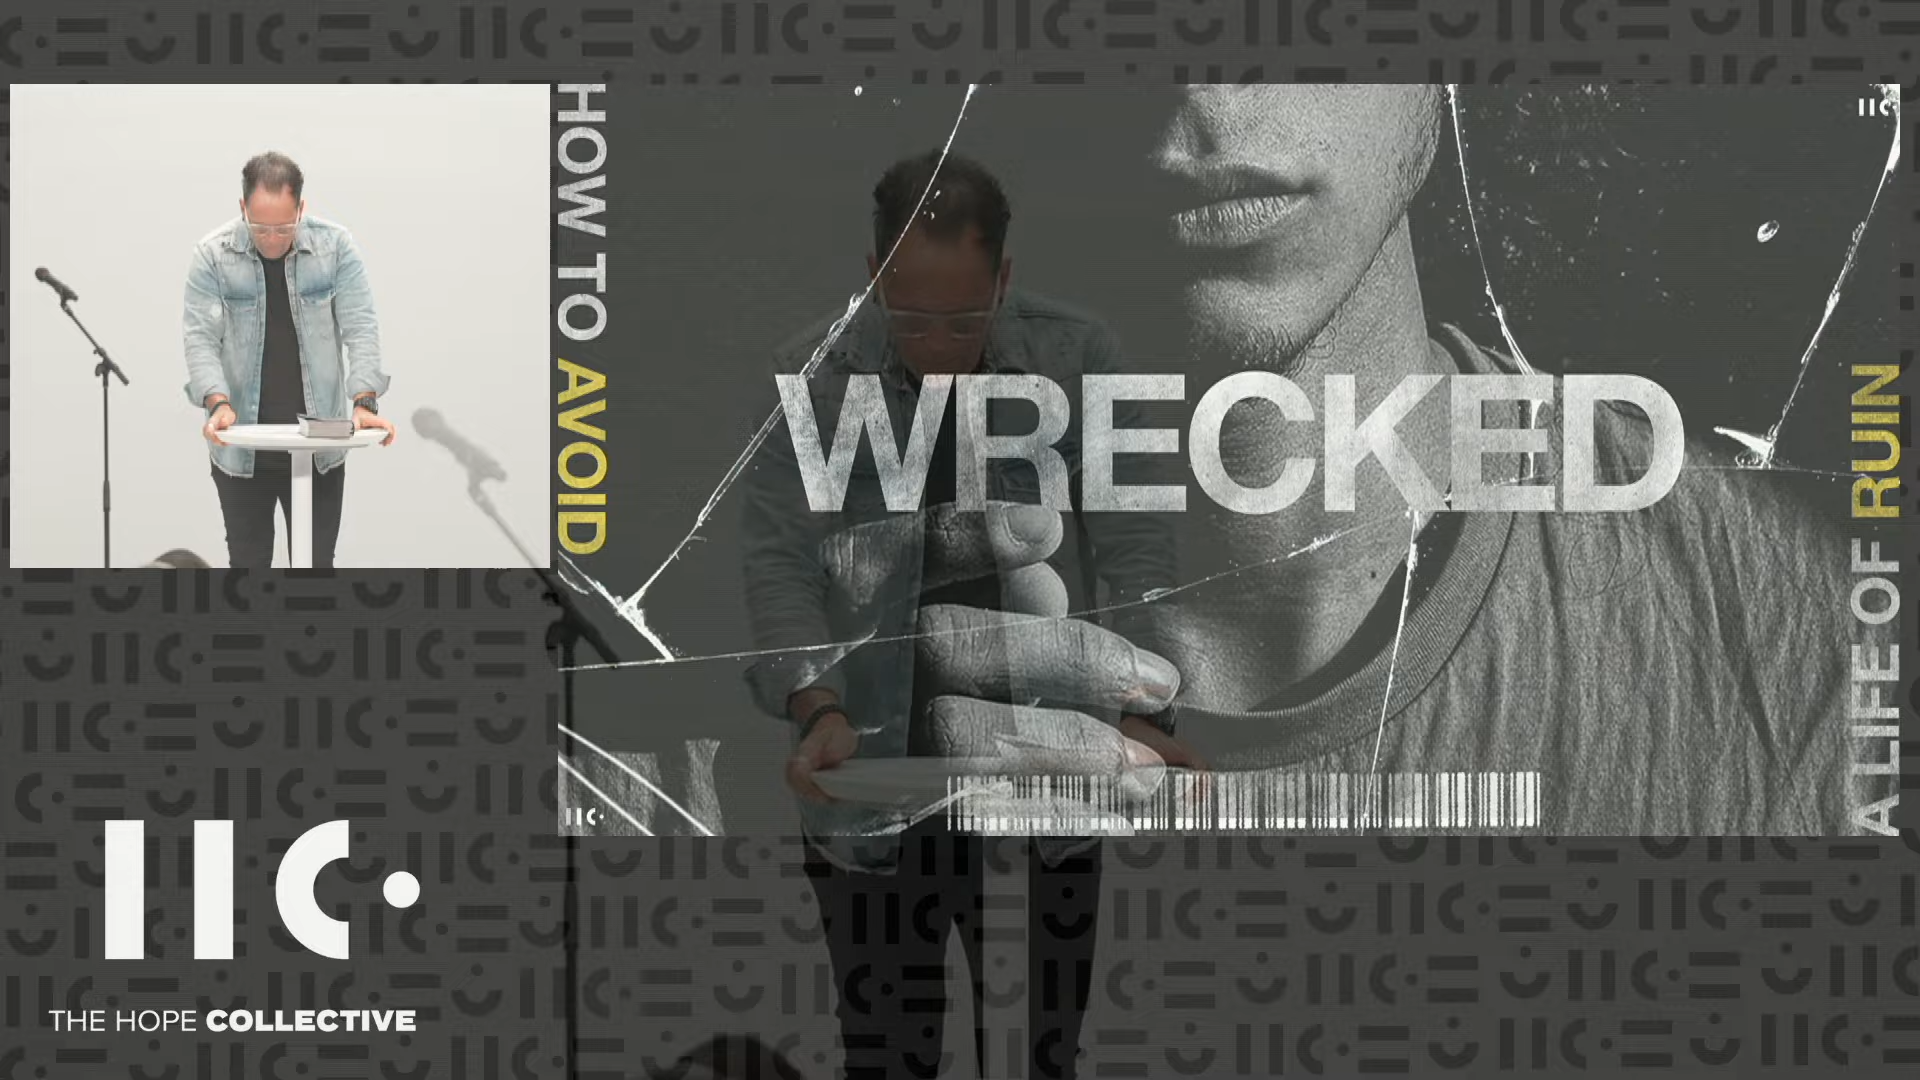 HOW TO AVOID
WRECKED
A LIFE OF RUIN
THE HOPE COLLECTIVE